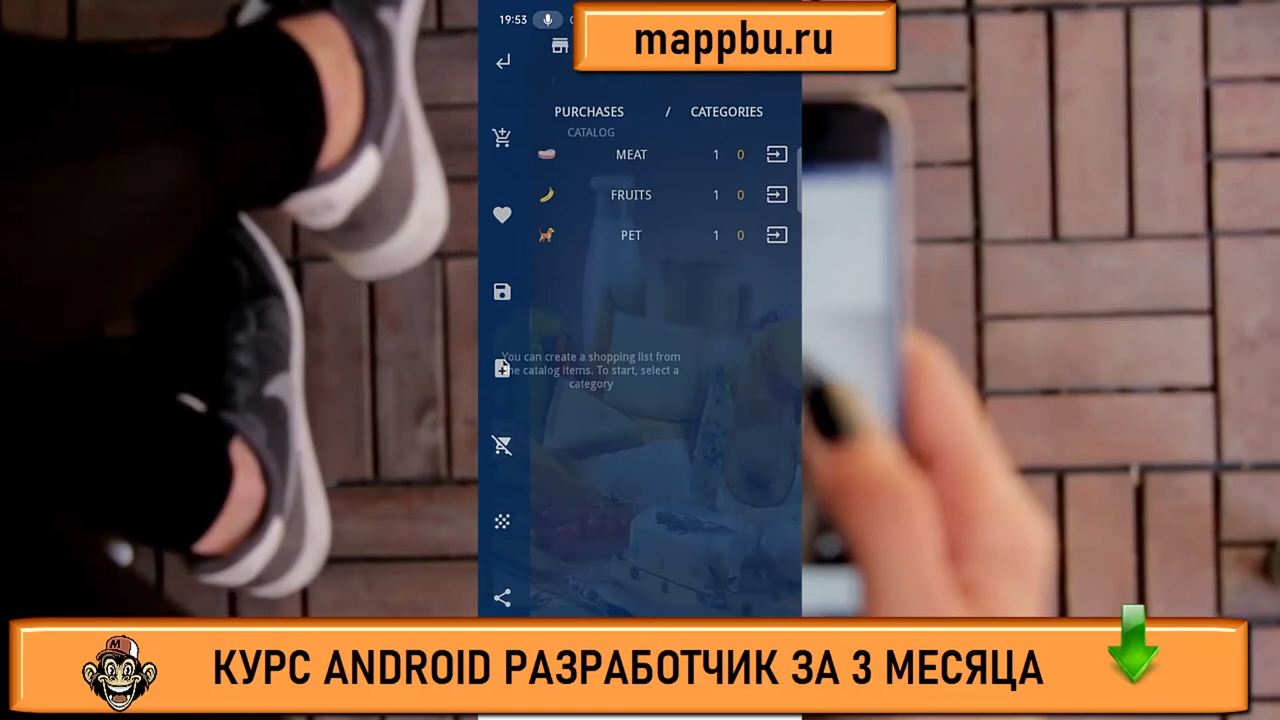 19:53
mappbu.ru
PURCHASES / CATEGORIES
CATALOG
MEAT 1 0
FRUITS 1 0
PET 1 0
You can create a shopping list from
the catalog items. To start, select a
category
M
КУРС ANDROID РАЗРАБОТЧИК ЗА 3 МЕСЯЦА